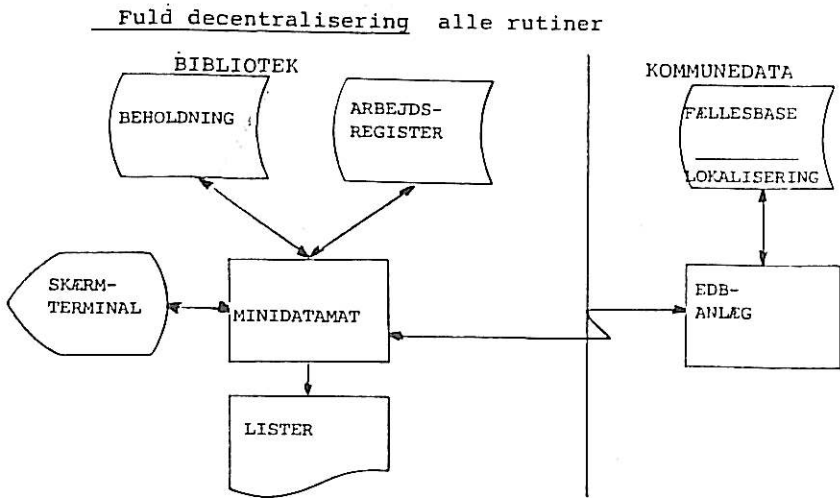 Fuld decentralisering alle rutiner
BIBLIOTEK
KOMMUNEDATA
BEHOLDNING
ARBEJDS-
REGISTER
FÆLLESBASE
LOKALISERING
SKÆRM-
TERMINAL
MINIDATAMAT
EDB-
ANLÆG
LISTER